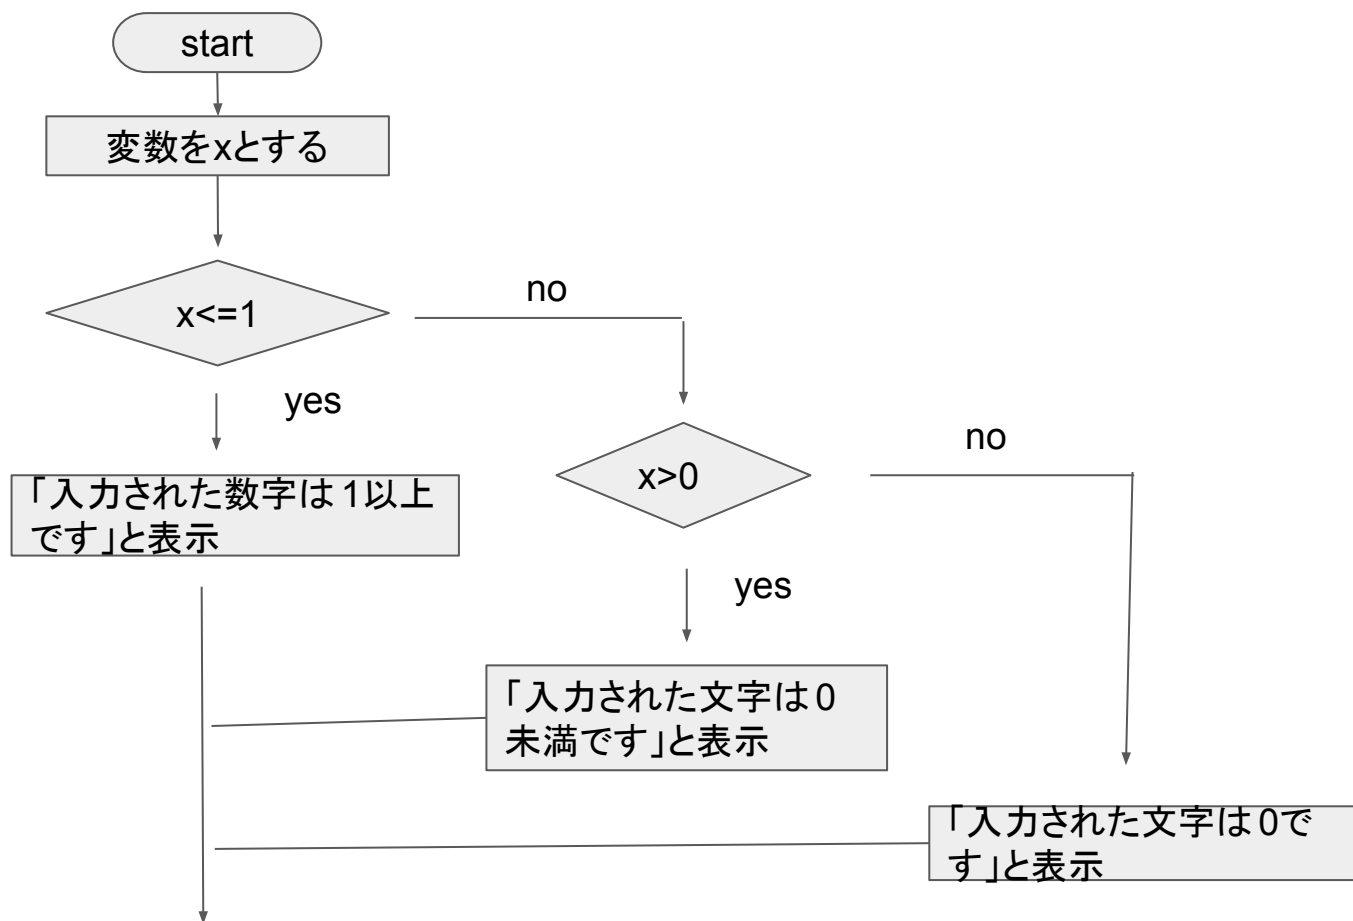 start
変数をxとする
x<=1
no
yes
「入力された数字は1以上
です」と表示
x>0
no
yes
「入力された文字は0
未満です」と表示
「入力された文字は0で
す」と表示